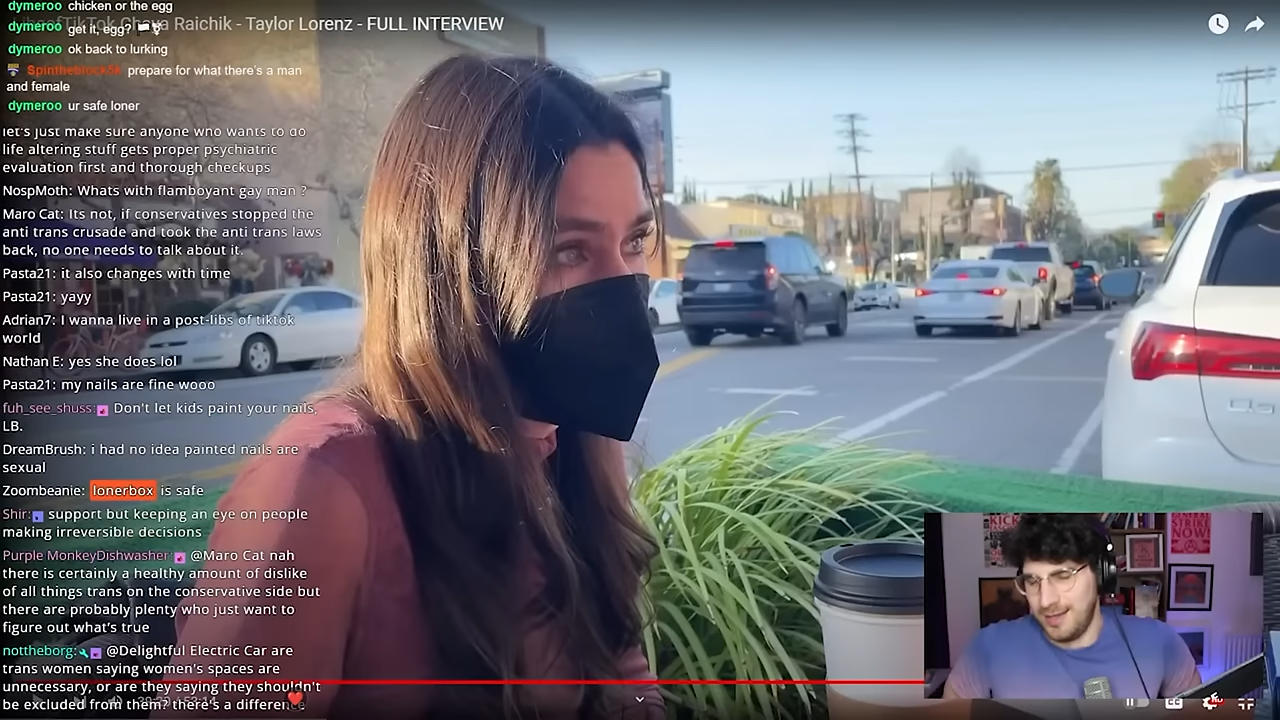 dymeroo chicken or the egg
TikTok Chaya Raichik - Taylor Lorenz - FULL INTERVIEW
dymeroo get it, egg?
dymeroo ok back to lurking
prepare for what there's a man
and female
dymeroo ur safe loner
let's just make sure anyone who wants to do
life altering stuff gets proper psychiatric
evaluation first and thorough checkups
NospMoth: Whats with flamboyant gay man ?
Maro Cat: Its not, if conservatives stopped the
anti trans crusade and took the anti trans laws
back, no one needs to talk about it.
Pasta21: it also changes with time
Pasta21: yayy
Adrian7: I wanna live in a post-libs of tiktok
world
Nathan E: yes she does lol
Pasta21: my nails are fine wooo
fuh_see_shuss: Don't let kids paint your nails,
LB.
DreamBrush: i had no idea painted nails are
sexual
Zoombeanie: lonerbox is safe
Shir: support but keeping an eye on people
making irreversible decisions
Purple MonkeyDishwasher: @Maro Cat nah
there is certainly a healthy amount of dislike
of all things trans on the conservative side but
there are probably plenty who just want to
figure out what's true
nottheborg: @Delightful Electric Car are
trans women saying women's spaces are
unnecessary, or are they saying they shouldn't
be excluded from them? there's a difference
KICK
STRIKE
NOW!
CC